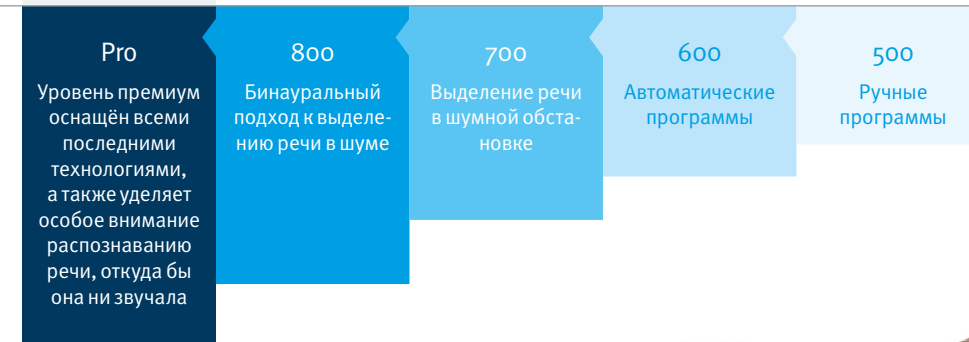 Pro
Уровень премиум
оснащён всеми
последними
технологиями,
а также уделяет
особое внимание
распознаванию
речи, откуда бы
она ни звучала
800
Бинауральный
подход к выделе-
нию речи в шуме
700
Выделение речи
в шумной обста-
новке
600
Автоматические
программы
500
Ручные
программы